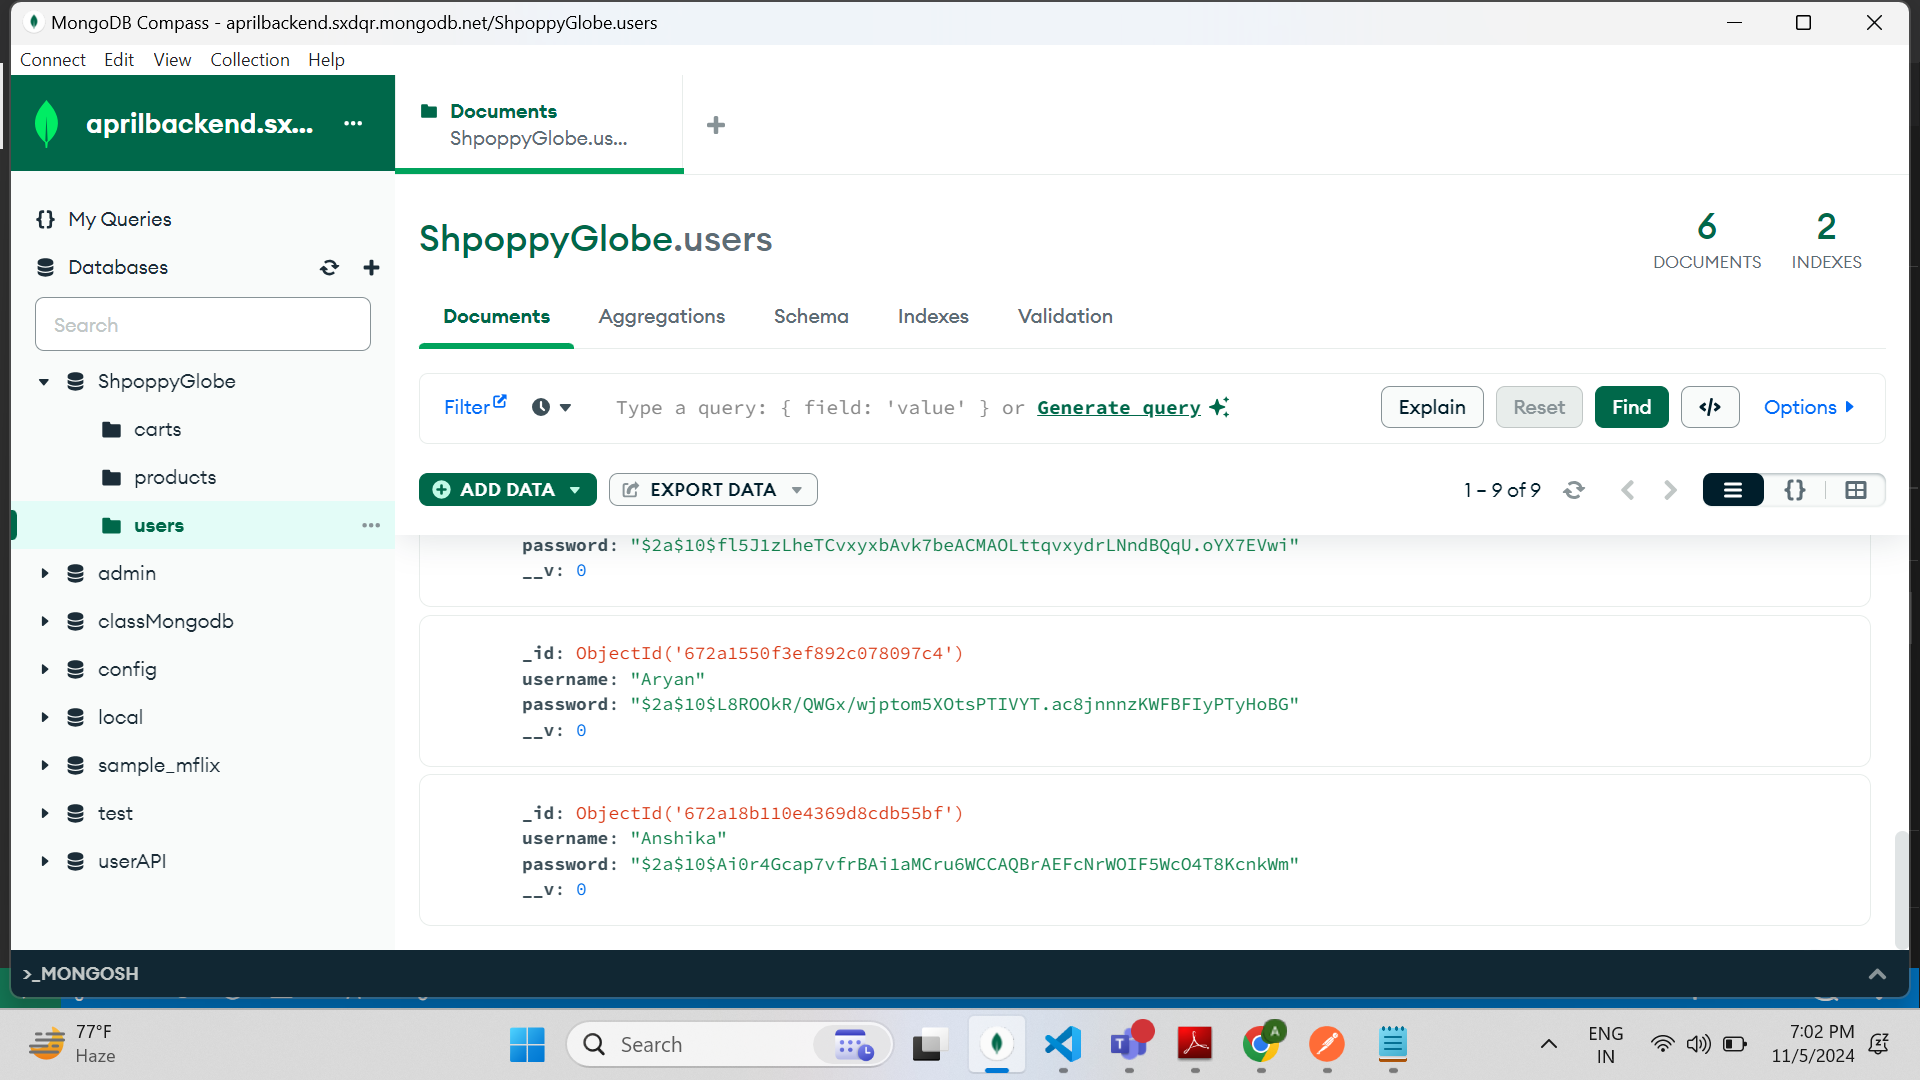 MongoDB Compass - aprilbackend.sxdqr.mongodb.net/ShpoppyGlobe.users
Connect Edit View Collection Help
aprilbackend.sx... ...
Documents
ShpoppyGlobe.us...
My Queries
Databases
Search
ShpoppyGlobe
carts
products
users
admin
classMongodb
config
local
sample_mflix
test
userAPI
ShpoppyGlobe.users
6
DOCUMENTS
2
INDEXES
Documents Aggregations Schema Indexes Validation
Filter Type a query: { field: 'value' } or Generate query Explain Reset Find </> Options
ADD DATA EXPORT DATA 1 – 9 of 9 {}
password: "$2a$10$fl5J1zLheTCvxyxbAvk7beACMAOLttqvxydrLNndBQqU.oYX7EVwi"
__v: 0
_id: ObjectId('672a1550f3ef892c078097c4')
username: "Aryan"
password: "$2a$10$L8ROOkR/QWGx/wjptom5XOtsPTIVYT.ac8jnnnzKWFBFIyPTyHoBG"
__v: 0
_id: ObjectId('672a18b110e4369d8cdb55bf')
username: "Anshika"
password: "$2a$10$Ai0r4Gcap7vfrBAi1aMCru6WCCAQBrAEFcNrWOIF5WcO4T8KcnkWm"
__v: 0
>_MONGOSH
77°F
Haze
Search
A
ENG
IN
7:02 PM
11/5/2024